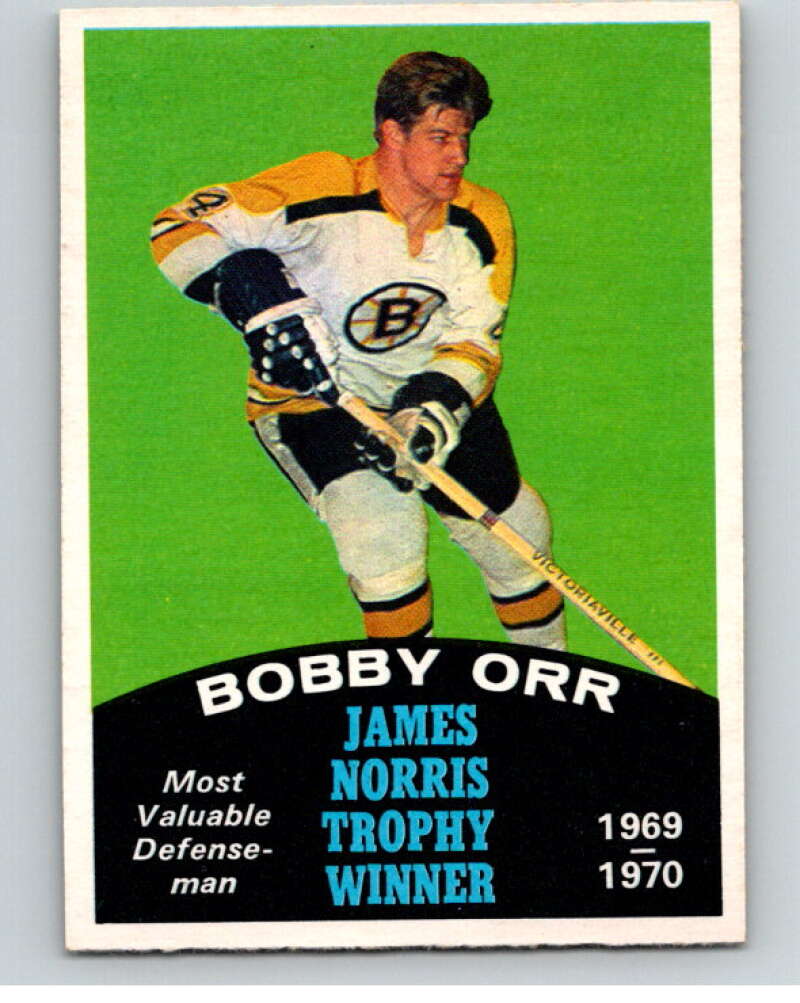 B
VICTORIAVILLE
BOBBY ORR
JAMES
NORRIS
TROPHY
WINNER
Most
Valuable
Defense-
man
1969
—
1970